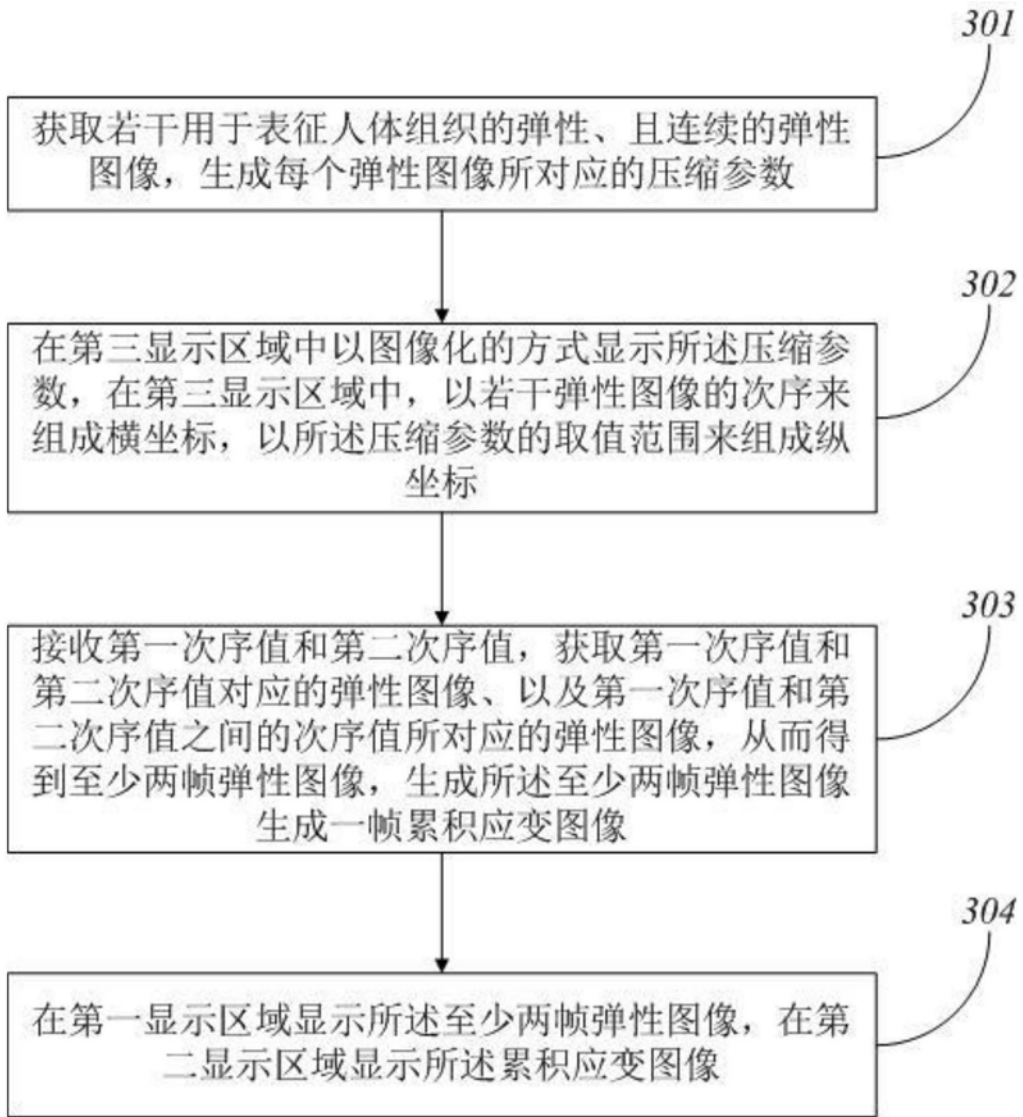 301
获取若干用于表征人体组织的弹性、且连续的弹性
图像，生成每个弹性图像所对应的压缩参数
302
在第三显示区域中以图像化的方式显示所述压缩参
数，在第三显示区域中，以若干弹性图像的次序来
组成横坐标，以所述压缩参数的取值范围来组成纵
坐标
303
接收第一次序值和第二次序值，获取第一次序值和
第二次序值对应的弹性图像、以及第一次序值和第
二次序值之间的次序值所对应的弹性图像，从而得
到至少两帧弹性图像，生成所述至少两帧弹性图像
生成一帧累积应变图像
304
在第一显示区域显示所述至少两帧弹性图像，在第
二显示区域显示所述累积应变图像